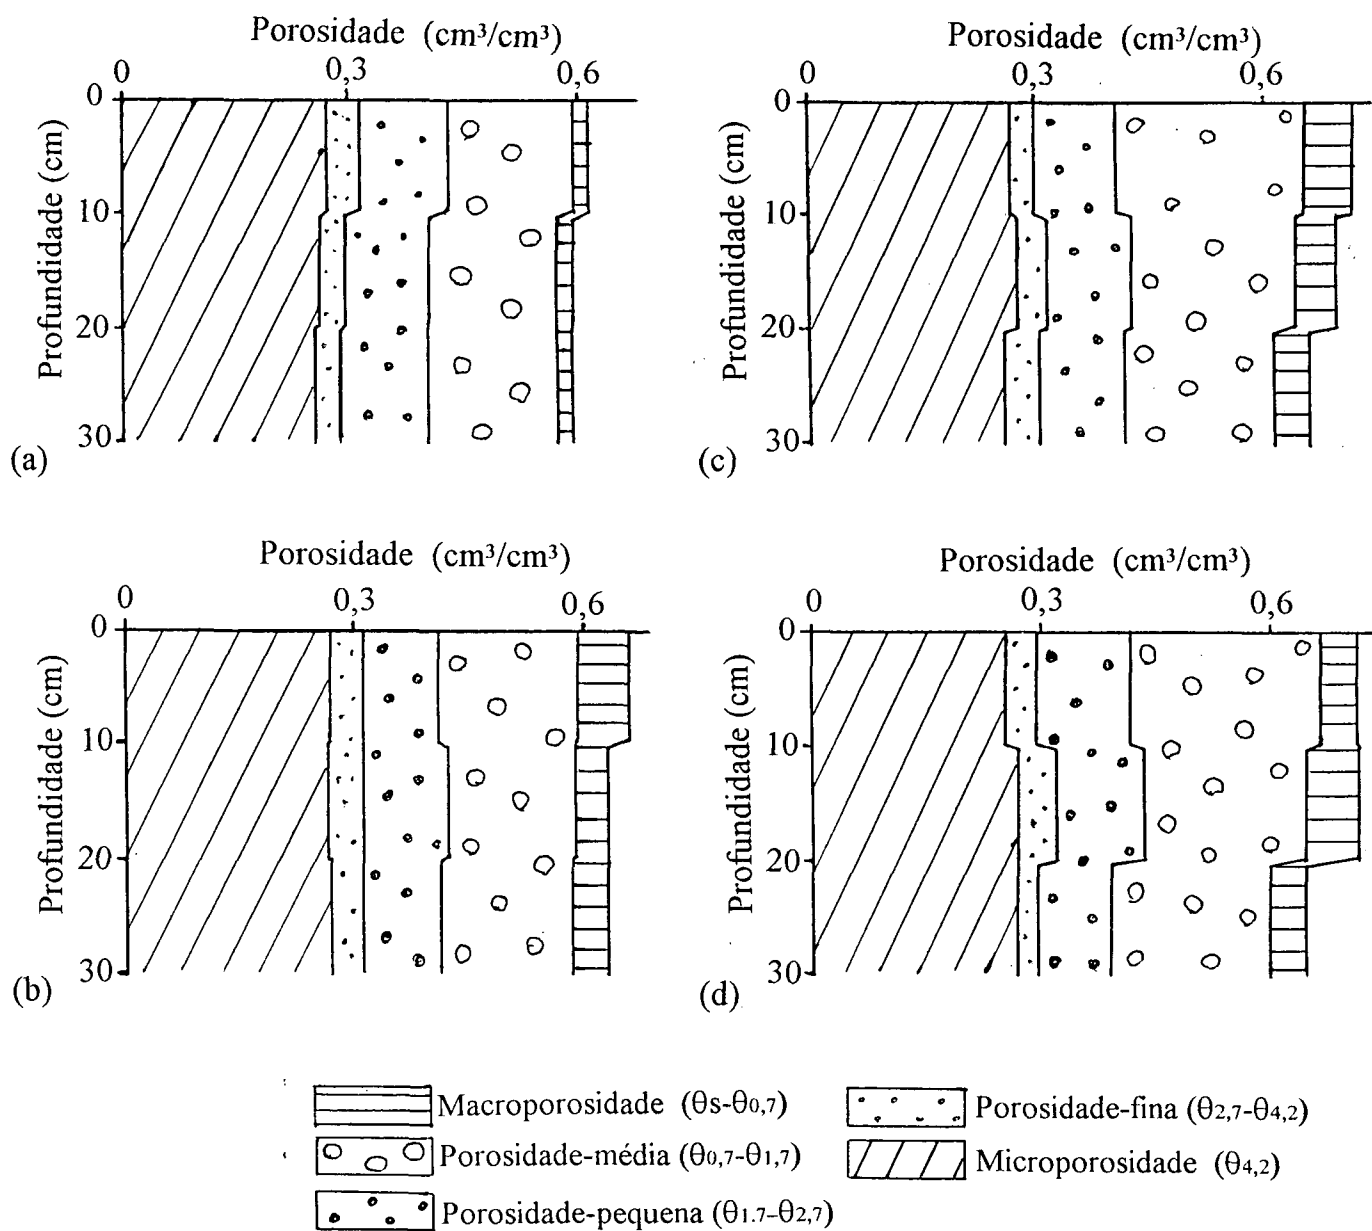 Porosidade (cm³/cm³)
0 0,3 0,6
0
10
20
30
Profundidade (cm)
(a)
Porosidade (cm³/cm³)
0 0,3 0,6
0
10
20
30
Profundidade (cm)
(c)
Porosidade (cm³/cm³)
0 0,3 0,6
0
10
20
30
Profundidade (cm)
(b)
Porosidade (cm³/cm³)
0 0,3 0,6
0
10
20
30
Profundidade (cm)
(d)
Macroporosidade (θs-θ0,7)
Porosidade-média (θ0,7-θ1,7)
Porosidade-pequena (θ1.7-θ2,7)
Porosidade-fina (θ2,7-θ4,2)
Microporosidade (θ4,2)